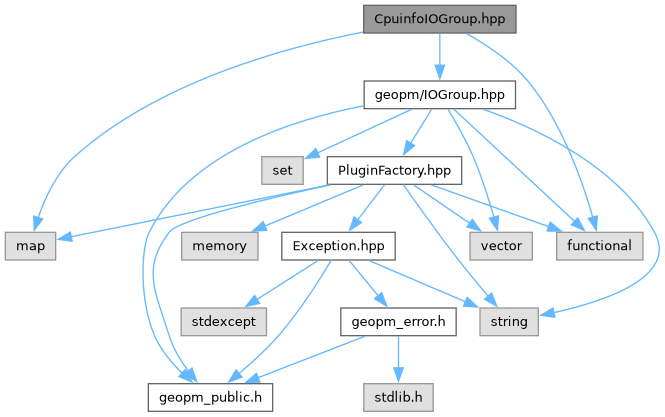 CpuinfoIOGroup.hpp
geopm/IOGroup.hpp
set
PluginFactory.hpp
map
memory
Exception.hpp
vector
functional
stdexcept
geopm_error.h
string
geopm_public.h
stdlib.h